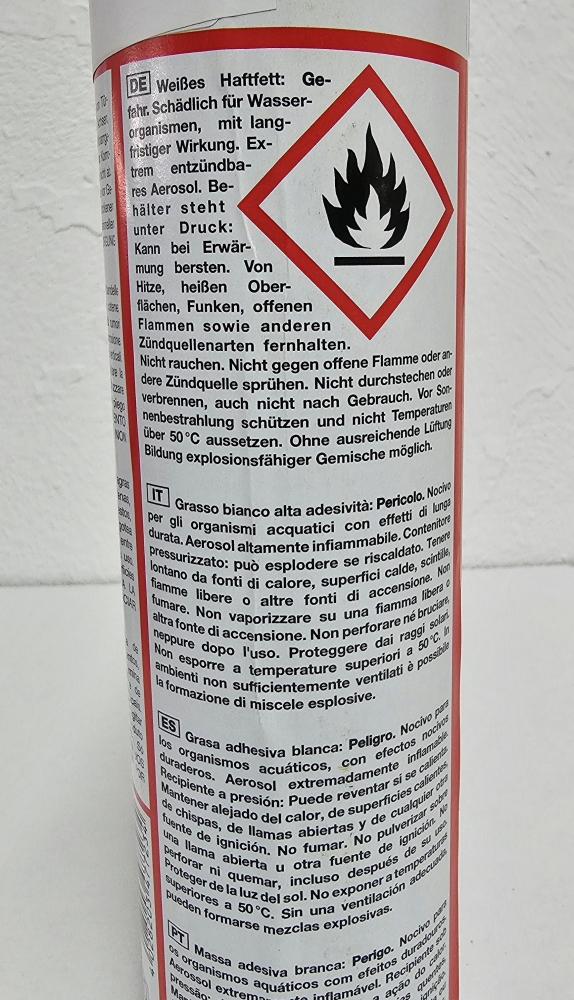 DE Weißes Haftfett: Ge-
fahr. Schädlich für Wasser-
organismen, mit lang-
fristiger Wirkung. Ex-
trem entzündba-
res Aerosol. Be-
hälter steht
unter Druck:
Kann bei Erwär-
mung bersten. Von
Hitze, heißen Ober-
flächen, Funken, offenen
Flammen sowie anderen
Zündquellenarten fernhalten.
Nicht rauchen. Nicht gegen offene Flamme oder an-
dere Zündquelle sprühen. Nicht durchstechen oder
verbrennen, auch nicht nach Gebrauch. Vor Son-
nenbestrahlung schützen und nicht Temperaturen
über 50°C aussetzen. Ohne ausreichende Lüftung
Bildung explosionsfähiger Gemische möglich.
IT Grasso bianco alta adesività: Pericolo. Nocivo
per gli organismi acquatici con effetti di lunga
durata. Aerosol altamente infiammabile. Contenitore
pressurizzato: può esplodere se riscaldato. Tenere
lontano da fonti di calore, superfici calde, scintille,
fiamme libere o altre fonti di accensione. Non
fumare. Non vaporizzare su una fiamma libera o
altra fonte di accensione. Non perforare né bruciare,
neppure dopo l'uso. Proteggere dai raggi solari.
Non esporre a temperature superiori a 50°C. In
ambienti non sufficientemente ventilati è possibile
la formazione di miscele esplosive.
ES Grasa adhesiva blanca: Peligro. Nocivo para
los organismos acuáticos, con efectos nocivos
duraderos. Aerosol extremadamente inflamable.
Recipiente a presión: Puede reventar si se calienta.
Mantener alejado del calor, de superficies calientes,
de chispas, de llamas abiertas y de cualquier otra
fuente de ignición. No fumar. No pulverizar sobre
una llama abierta u otra fuente de ignición. No
perforar ni quemar, incluso después de su uso.
Proteger de la luz del sol. No exponer a temperaturas
superiores a 50°C. Sin una ventilación adecuada
pueden formarse mezclas explosivas.
PT Massa adesiva branca: Perigo. Nocivo para
os organismos aquáticos com efeitos duradouros.
Aerossol extremamente inflamável. Recipiente sob
pressão: